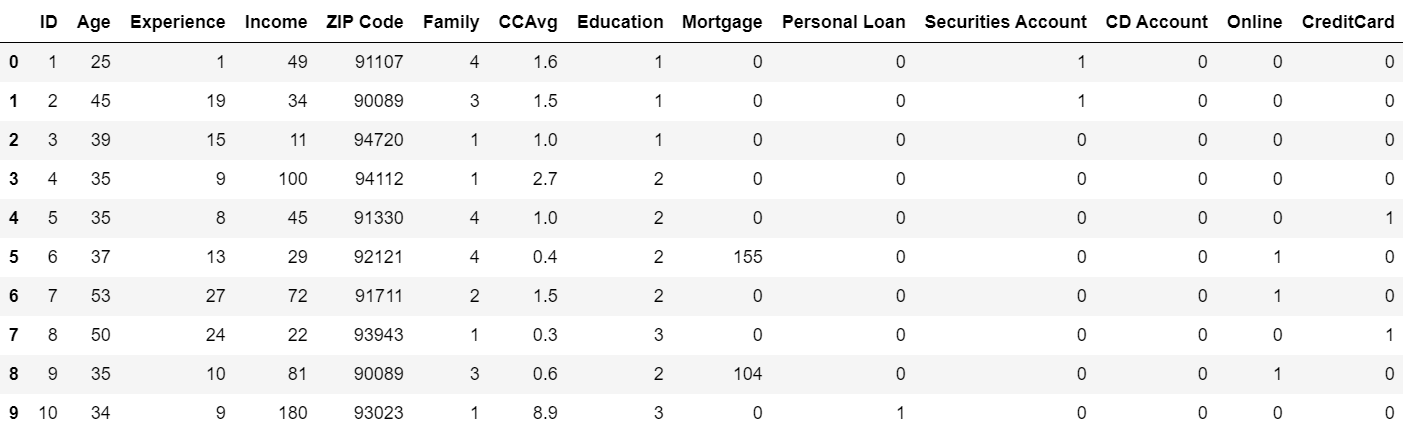 ID Age Experience Income ZIP Code Family CCAvg Education Mortgage Personal Loan Securities Account CD Account Online CreditCard
0 1 25 1 49 91107 4 1.6 1 0 0 1 0 0 0
1 2 45 19 34 90089 3 1.5 1 0 0 1 0 0 0
2 3 39 15 11 94720 1 1.0 1 0 0 0 0 0 0
3 4 35 9 100 94112 1 2.7 2 0 0 0 0 0 0
4 5 35 8 45 91330 4 1.0 2 0 0 0 0 0 1
5 6 37 13 29 92121 4 0.4 2 155 0 0 0 1 0
6 7 53 27 72 91711 2 1.5 2 0 0 0 0 1 0
7 8 50 24 22 93943 1 0.3 3 0 0 0 0 0 1
8 9 35 10 81 90089 3 0.6 2 104 0 0 0 1 0
9 10 34 9 180 93023 1 8.9 3 0 1 0 0 0 0